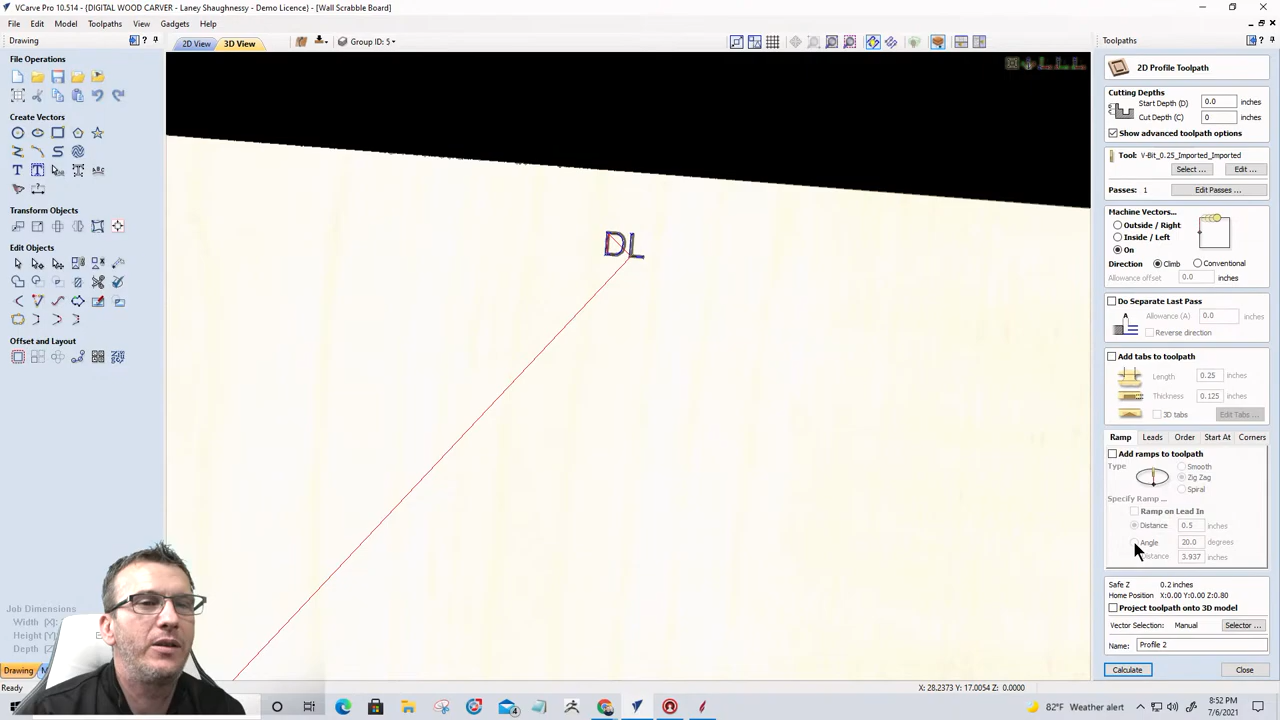 VCarve Pro 10.514 - {DIGITAL WOOD CARVER - Laney Shaughnessy - Demo Licence} - [Wall Scrabble Board]
File Edit Model Toolpaths View Gadgets Help
Drawing
2D View 3D View Group ID: 5
Toolpaths
File Operations
Create Vectors
Transform Objects
Edit Objects
Offset and Layout
Job Dimensions
Width [X]:
Height [Y]:
Depth [Z]
Drawing
Ready
DL
2D Profile Toolpath
Cutting Depths
Start Depth (D) 0.0 inches
Cut Depth (C) 0 inches
Show advanced toolpath options
Tool: V-Bit_0.25_Imported_Imported
Select ... Edit ...
Passes: 1 Edit Passes ...
Machine Vectors...
Outside / Right
Inside / Left
On
Direction Climb Conventional
Allowance offset 0.0 inches
Do Separate Last Pass
Allowance (A) 0.0 inches
Reverse direction
Add tabs to toolpath
Length 0.25 inches
Thickness 0.125 inches
3D tabs Edit Tabs ...
Ramp Leads Order Start At Corners
Add ramps to toolpath
Type Smooth
Zig Zag
Spiral
Specify Ramp ...
Ramp on Lead In
Distance 0.5 inches
Angle 20.0 degrees
Distance 3.937 inches
Safe Z 0.2 inches
Home Position X:0.00 Y:0.00 Z:0.80
Project toolpath onto 3D model
Vector Selection: Manual Selector ...
Name: Profile 2
Calculate Close
X: 28.2373 Y: 17.0054 Z: 0.0000
82°F Weather alert
8:52 PM
7/6/2021